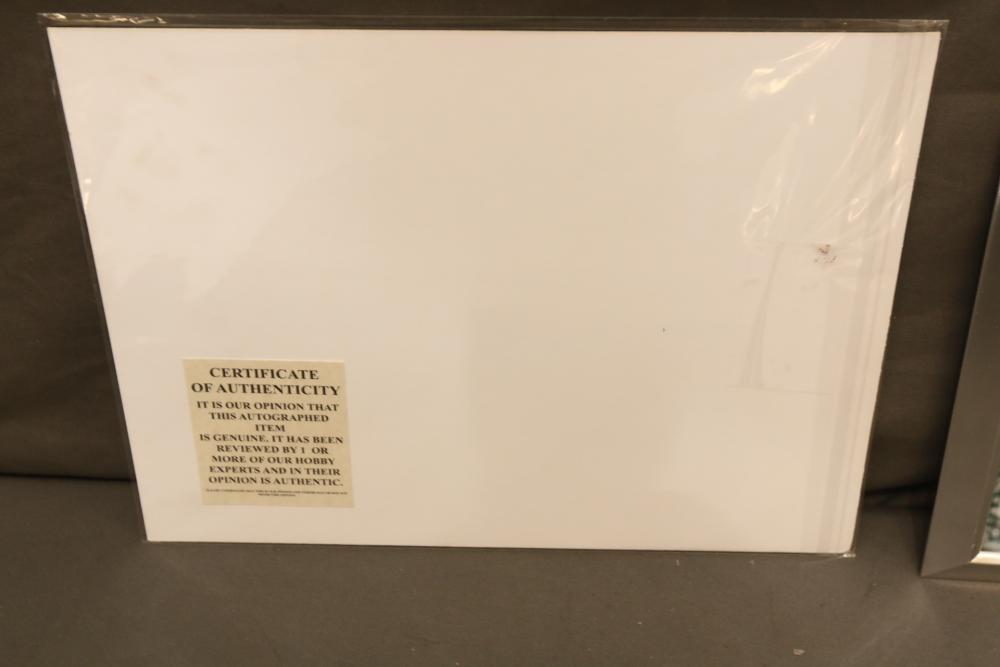 CERTIFICATE
OF AUTHENTICITY
IT IS OUR OPINION THAT
THIS AUTOGRAPHED
ITEM
IS GENUINE. IT HAS BEEN
REVIEWED BY 1 OR
MORE OF OUR HOBBY
EXPERTS AND IN THEIR
OPINION IS AUTHENTIC.